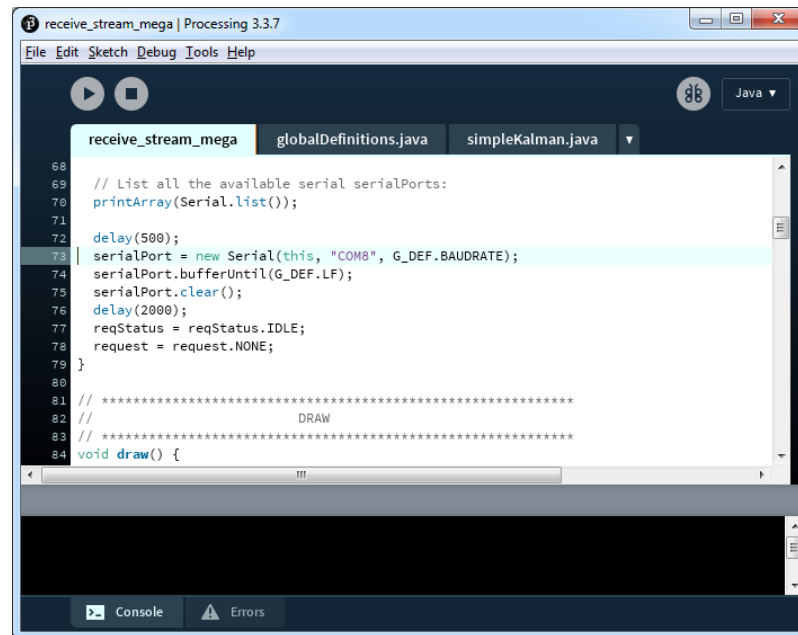 receive_stream_mega | Processing 3.3.7
File Edit Sketch Debug Tools Help
Java ▾
receive_stream_mega globalDefinitions.java simpleKalman.java ▾
68
69 // List all the available serial serialPorts:
70 printArray(Serial.list());
71
72 delay(500);
73 serialPort = new Serial(this, "COM8", G_DEF.BAUDRATE);
74 serialPort.bufferUntil(G_DEF.LF);
75 serialPort.clear();
76 delay(2000);
77 reqStatus = reqStatus.IDLE;
78 request = request.NONE;
79 }
80
81 // ************************************************************
82 // DRAW
83 // ************************************************************
84 void draw() {
Console Errors